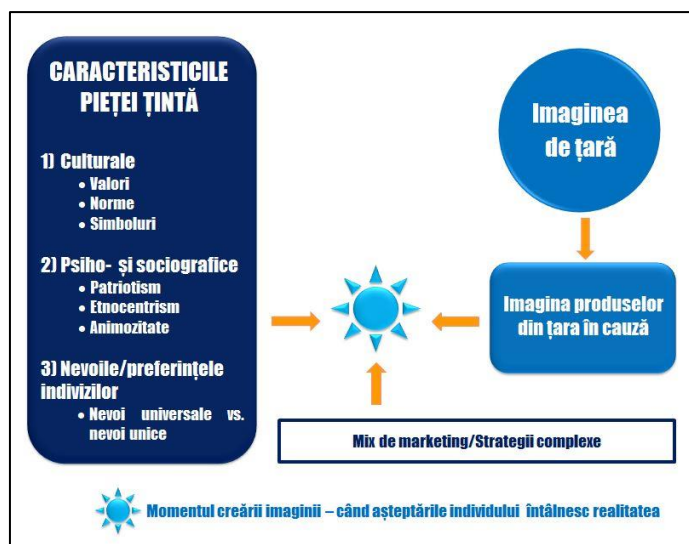 CARACTERISTICILE
PIEȚEI ȚINTĂ
1) Culturale
• Valori
• Norme
• Simboluri
2) Psiho- și sociografice
• Patriotism
• Etnocentrism
• Animozitate
3) Nevoile/preferințele
indivizilor
• Nevoi universale vs.
nevoi unice
Imaginea
de țară
Imagina produselor
din țara în cauză
Mix de marketing/Strategii complexe
Momentul creării imaginii – când așteptările individului întâlnesc realitatea